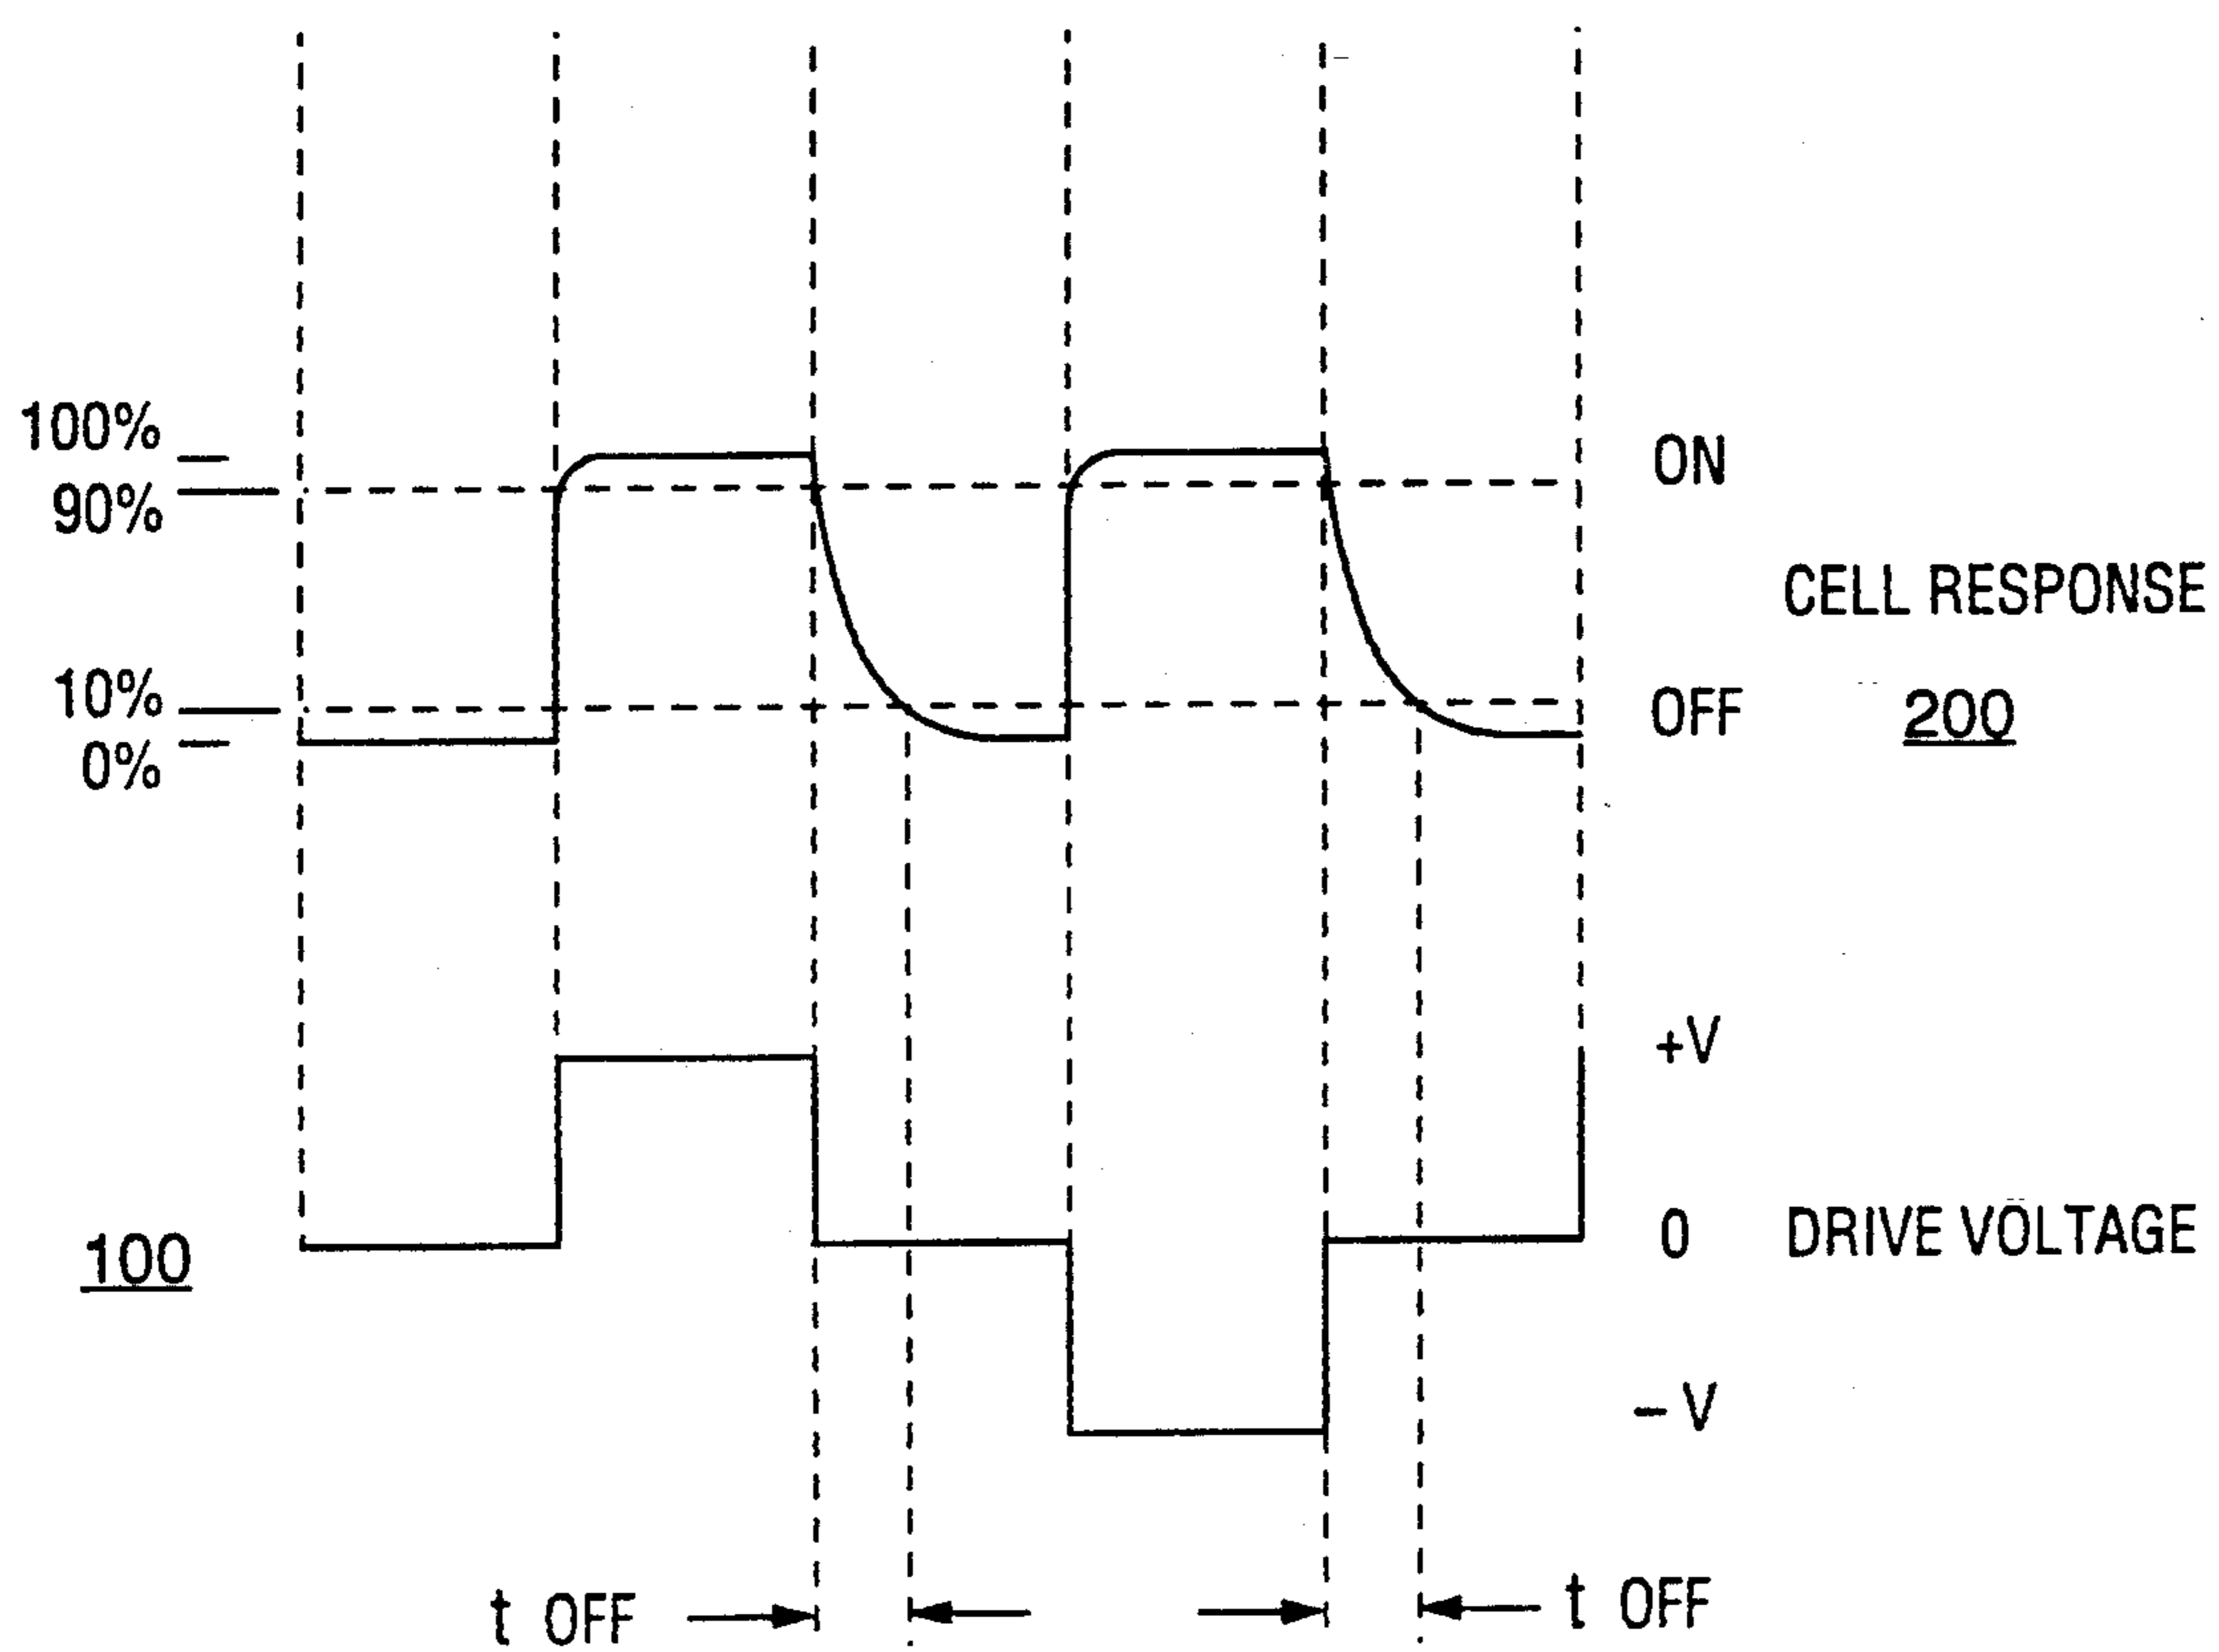 100%
90%
10%
0%
ON
CELL RESPONSE
OFF
200
+V
0
DRIVE VOLTAGE
100
– V
t OFF
t OFF